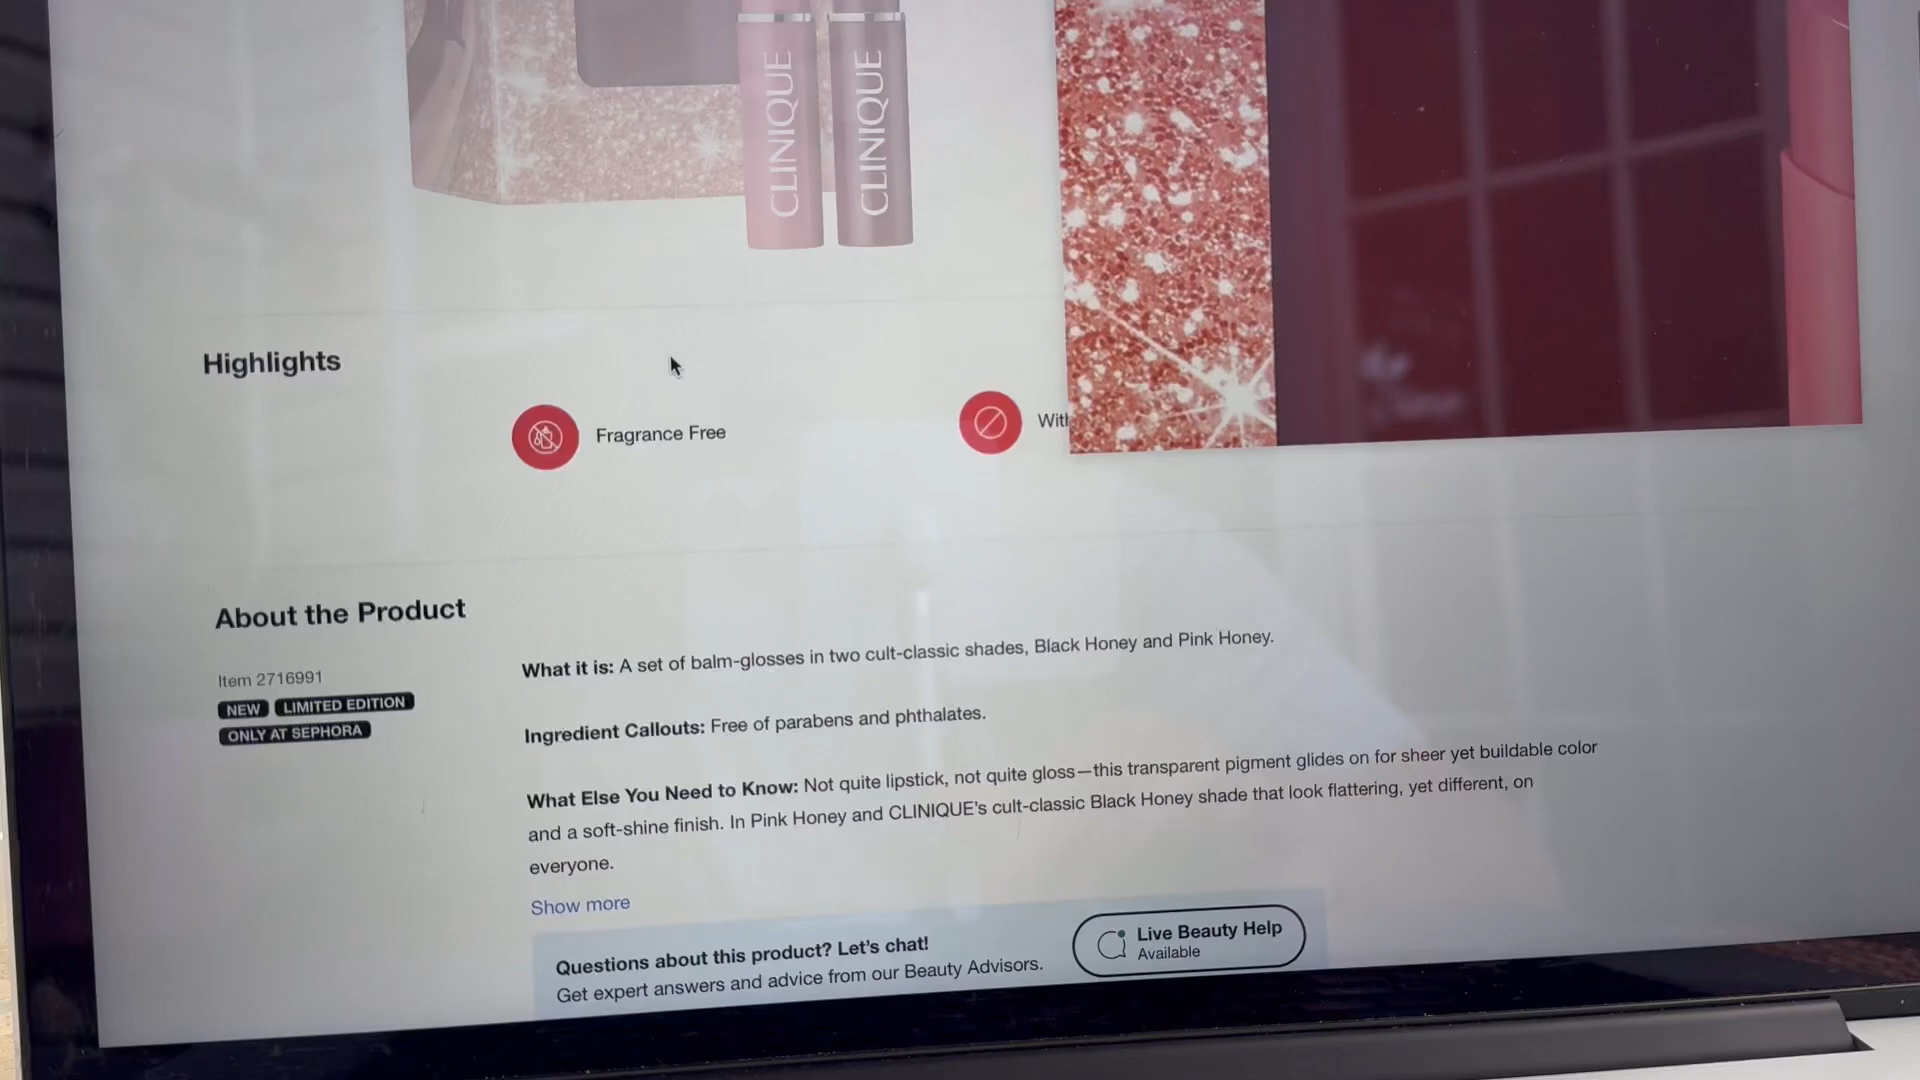 CLINIQUE
CLINIQUE
Highlights
Fragrance Free
About the Product
Item 2716991
NEW
LIMITED EDITION
ONLY AT SEPHORA
What it is: A set of balm-glosses in two cult-classic shades, Black Honey and Pink Honey.
Ingredient Callouts: Free of parabens and phthalates.
What Else You Need to Know: Not quite lipstick, not quite gloss—this transparent pigment glides on for sheer yet buildable color
and a soft-shine finish. In Pink Honey and CLINIQUE's cult-classic Black Honey shade that look flattering, yet different, on
everyone.
Show more
Questions about this product? Let's chat!
Get expert answers and advice from our Beauty Advisors.
Live Beauty Help
Available